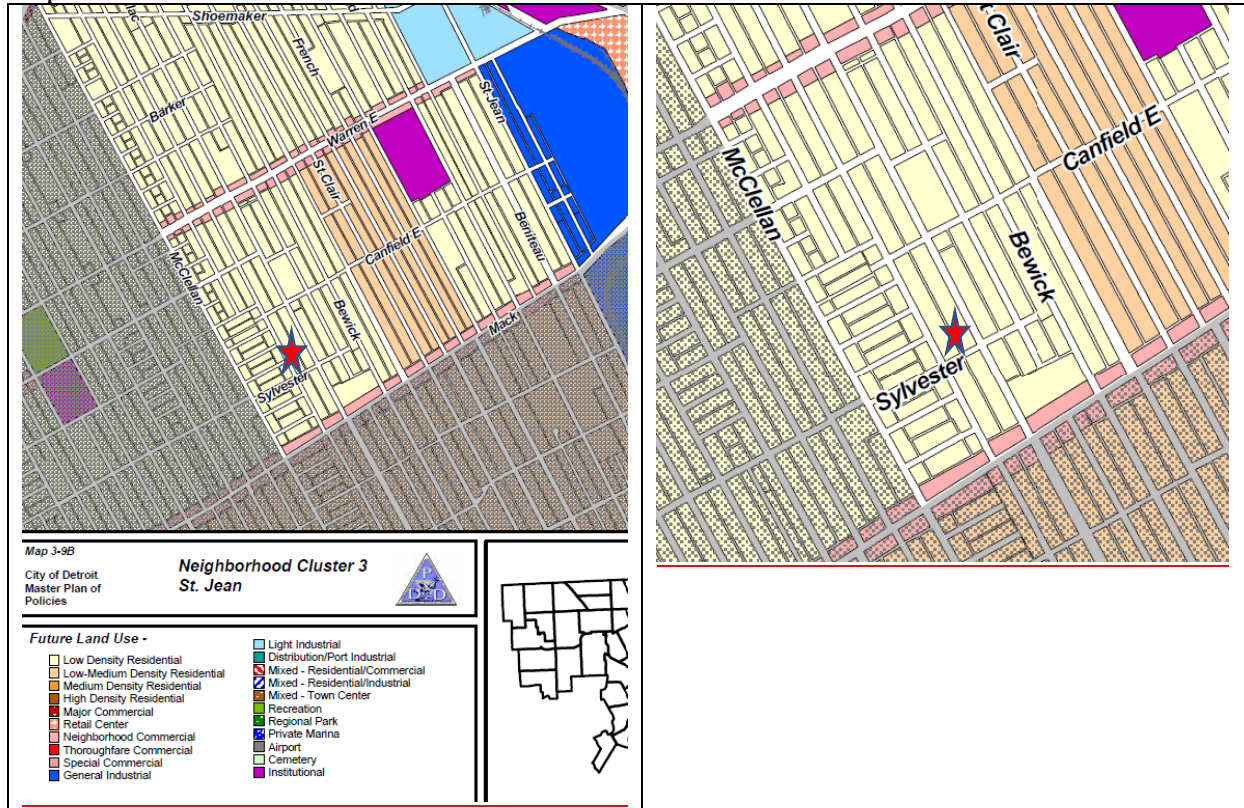 Shoemaker
French
Barker
St Jean
Warren E
St Clair
Canfield E
Beniteau
McClellan
Bewick
Mack
Sylvester
Map 3-9B
City of Detroit
Master Plan of
Policies
Neighborhood Cluster 3
St. Jean
P
D D
Future Land Use -
Low Density Residential
Low-Medium Density Residential
Medium Density Residential
High Density Residential
Major Commercial
Retail Center
Neighborhood Commercial
Thoroughfare Commercial
Special Commercial
General Industrial
Light Industrial
Distribution/Port Industrial
Mixed - Residential/Commercial
Mixed - Residential/Industrial
Mixed - Town Center
Recreation
Regional Park
Private Marina
Airport
Cemetery
Institutional
t Clair
Canfield E
McClellan
Bewick
Sylvester